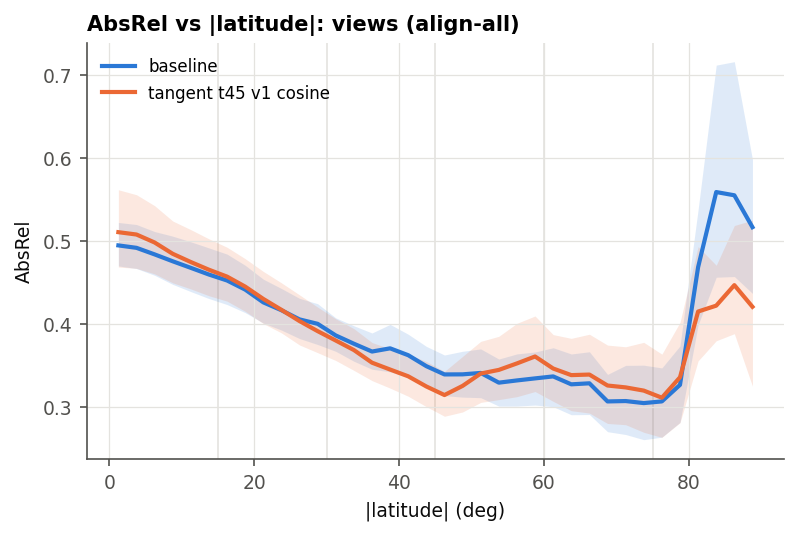 AbsRel vs |latitude|: views (align-all)
baseline
tangent t45 v1 cosine
AbsRel
0.7
0.6
0.5
0.4
0.3
0 20 40 60 80
|latitude| (deg)